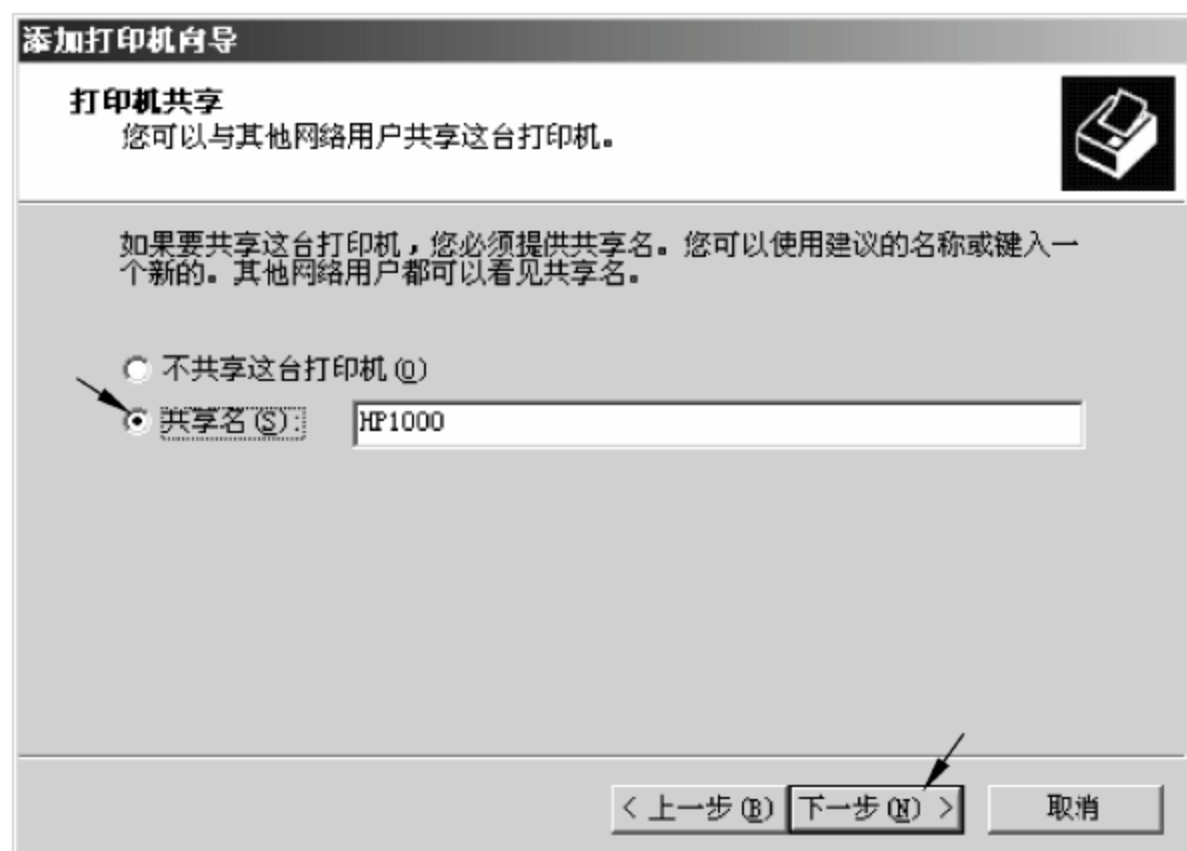 添加打印机向导
打印机共享
您可以与其他网络用户共享这台打印机。
如果要共享这台打印机,您必须提供共享名。您可以使用建议的名称或键入一
个新的。其他网络用户都可以看见共享名。
不共享这台打印机(O)
共享名(S): HP1000
< 上一步(B) 下一步(N) > 取消